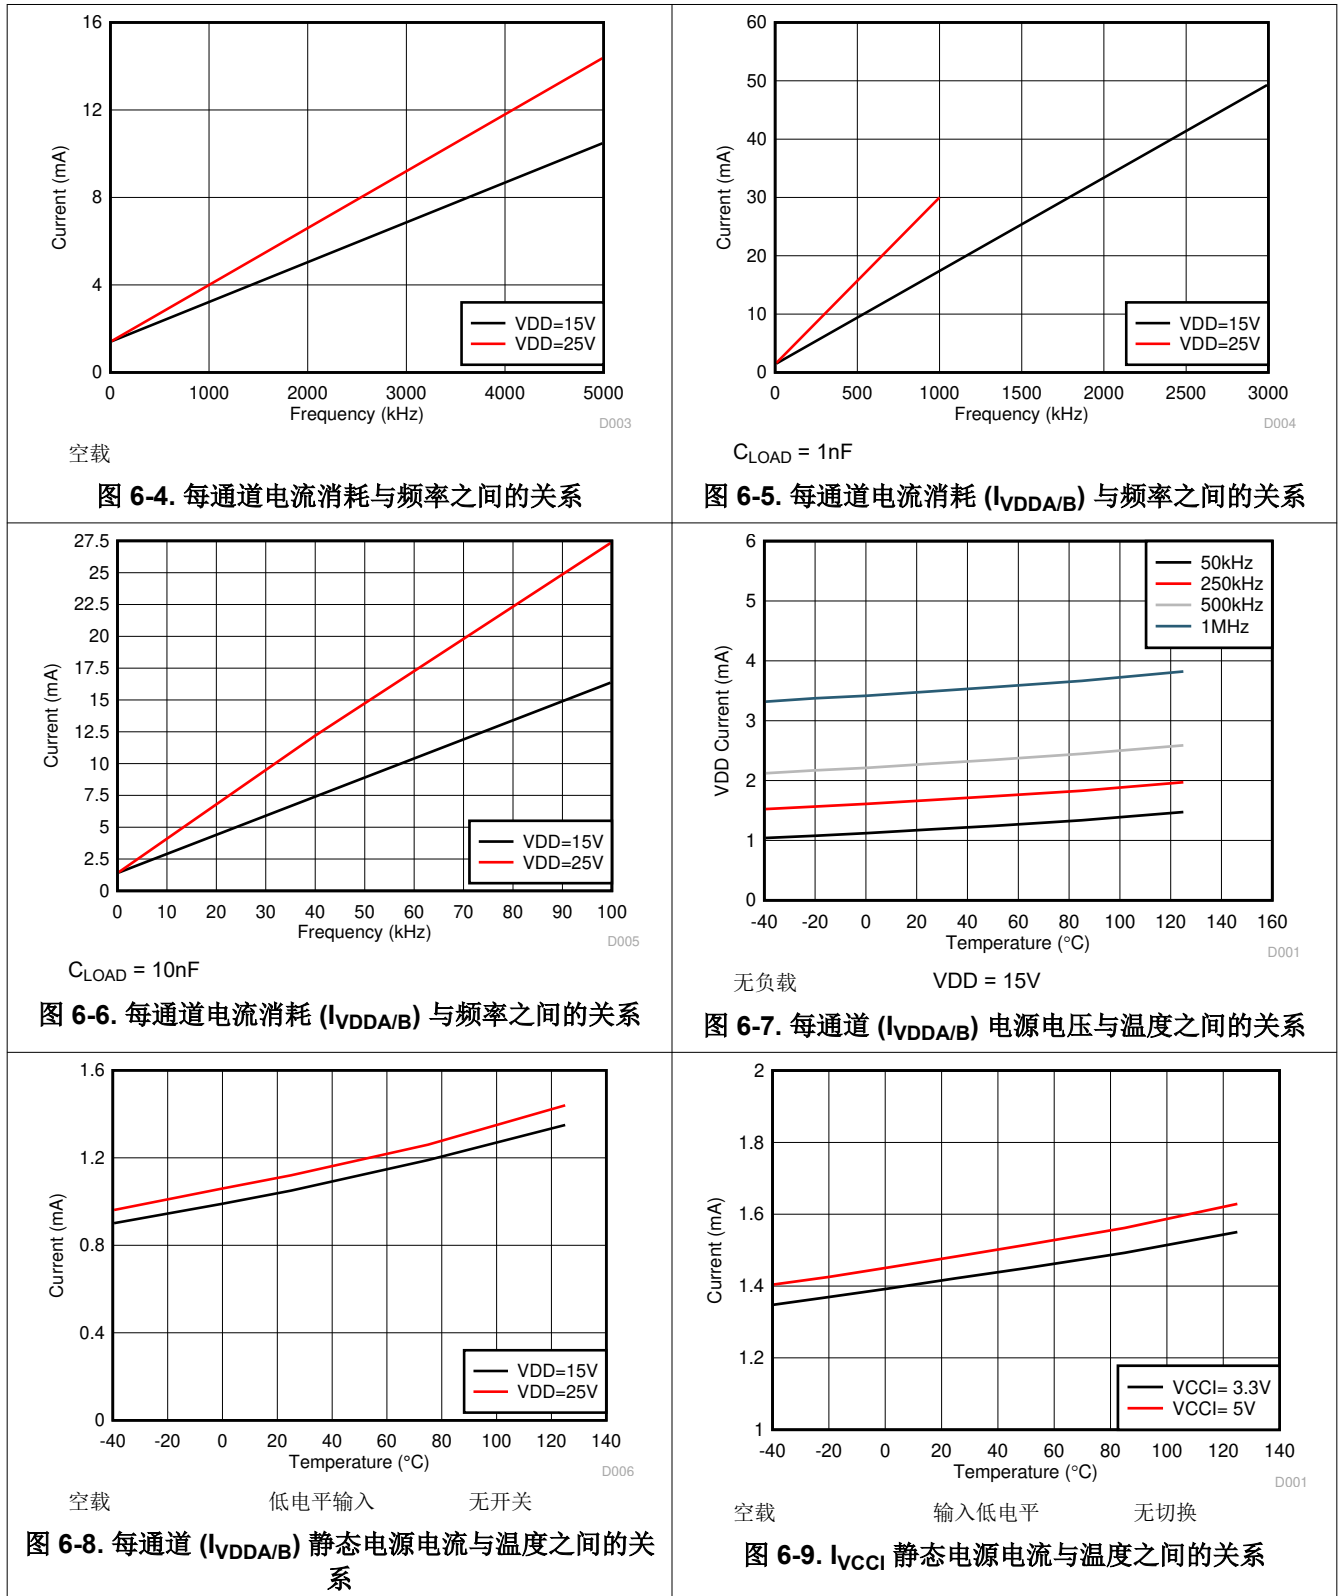 16
12
8
4
0
Current (mA)
VDD=15V
VDD=25V
0 1000 2000 3000 4000 5000
Frequency (kHz)
D003
空载
图 6-4. 每通道电流消耗与频率之间的关系
60
50
40
30
20
10
0
Current (mA)
VDD=15V
VDD=25V
0 500 1000 1500 2000 2500 3000
Frequency (kHz)
D004
CLOAD = 1nF
图 6-5. 每通道电流消耗 (IVDDA/B) 与频率之间的关系
27.5
25
22.5
20
17.5
15
12.5
10
7.5
5
2.5
0
Current (mA)
VDD=15V
VDD=25V
0 10 20 30 40 50 60 70 80 90 100
Frequency (kHz)
D005
CLOAD = 10nF
图 6-6. 每通道电流消耗 (IVDDA/B) 与频率之间的关系
6
5
4
3
2
1
0
VDD Current (mA)
50kHz
250kHz
500kHz
1MHz
-40 -20 0 20 40 60 80 100 120 140 160
Temperature (°C)
D001
无负载 VDD = 15V
图 6-7. 每通道 (IVDDA/B) 电源电压与温度之间的关系
1.6
1.2
0.8
0.4
0
Current (mA)
VDD=15V
VDD=25V
-40 -20 0 20 40 60 80 100 120 140
Temperature (°C)
D006
空载 低电平输入 无开关
图 6-8. 每通道 (IVDDA/B) 静态电源电流与温度之间的关
系
2
1.8
1.6
1.4
1.2
1
Current (mA)
VCCI= 3.3V
VCCI= 5V
-40 -20 0 20 40 60 80 100 120 140
Temperature (°C)
D001
空载 输入低电平 无切换
图 6-9. IVCCI 静态电源电流与温度之间的关系